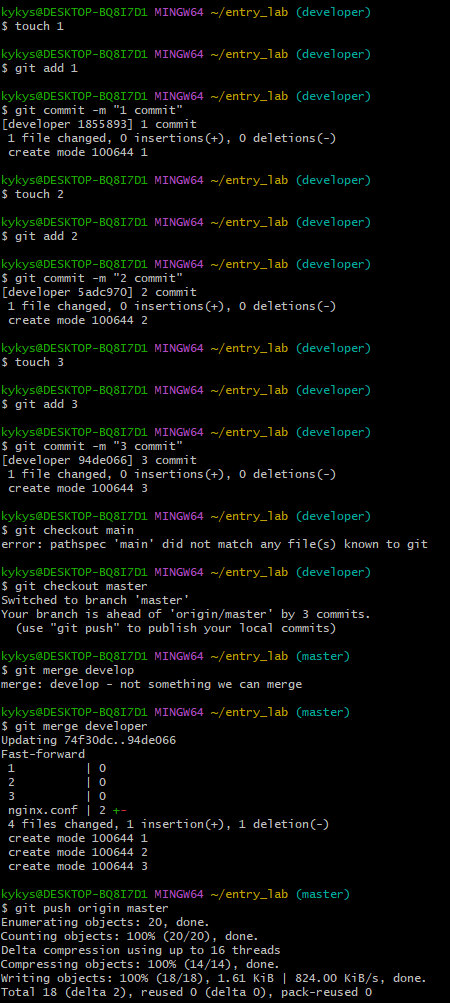 kykys@DESKTOP-BQ8I7D1 MINGW64 ~/entry_lab (developer)
$ touch 1
kykys@DESKTOP-BQ8I7D1 MINGW64 ~/entry_lab (developer)
$ git add 1
kykys@DESKTOP-BQ8I7D1 MINGW64 ~/entry_lab (developer)
$ git commit -m "1 commit"
[developer 1855893] 1 commit
 1 file changed, 0 insertions(+), 0 deletions(-)
 create mode 100644 1
kykys@DESKTOP-BQ8I7D1 MINGW64 ~/entry_lab (developer)
$ touch 2
kykys@DESKTOP-BQ8I7D1 MINGW64 ~/entry_lab (developer)
$ git add 2
kykys@DESKTOP-BQ8I7D1 MINGW64 ~/entry_lab (developer)
$ git commit -m "2 commit"
[developer 5adc970] 2 commit
 1 file changed, 0 insertions(+), 0 deletions(-)
 create mode 100644 2
kykys@DESKTOP-BQ8I7D1 MINGW64 ~/entry_lab (developer)
$ touch 3
kykys@DESKTOP-BQ8I7D1 MINGW64 ~/entry_lab (developer)
$ git add 3
kykys@DESKTOP-BQ8I7D1 MINGW64 ~/entry_lab (developer)
$ git commit -m "3 commit"
[developer 94de066] 3 commit
 1 file changed, 0 insertions(+), 0 deletions(-)
 create mode 100644 3
kykys@DESKTOP-BQ8I7D1 MINGW64 ~/entry_lab (developer)
$ git checkout main
error: pathspec 'main' did not match any file(s) known to git
kykys@DESKTOP-BQ8I7D1 MINGW64 ~/entry_lab (developer)
$ git checkout master
Switched to branch 'master'
Your branch is ahead of 'origin/master' by 3 commits.
  (use "git push" to publish your local commits)
kykys@DESKTOP-BQ8I7D1 MINGW64 ~/entry_lab (master)
$ git merge develop
merge: develop - not something we can merge
kykys@DESKTOP-BQ8I7D1 MINGW64 ~/entry_lab (master)
$ git merge developer
Updating 74f30dc..94de066
Fast-forward
 1          | 0
 2          | 0
 3          | 0
 nginx.conf | 2 +-
 4 files changed, 1 insertion(+), 1 deletion(-)
 create mode 100644 1
 create mode 100644 2
 create mode 100644 3
kykys@DESKTOP-BQ8I7D1 MINGW64 ~/entry_lab (master)
$ git push origin master
Enumerating objects: 20, done.
Counting objects: 100% (20/20), done.
Delta compression using up to 16 threads
Compressing objects: 100% (14/14), done.
Writing objects: 100% (18/18), 1.61 KiB | 824.00 KiB/s, done.
Total 18 (delta 2), reused 0 (delta 0), pack-reused 0